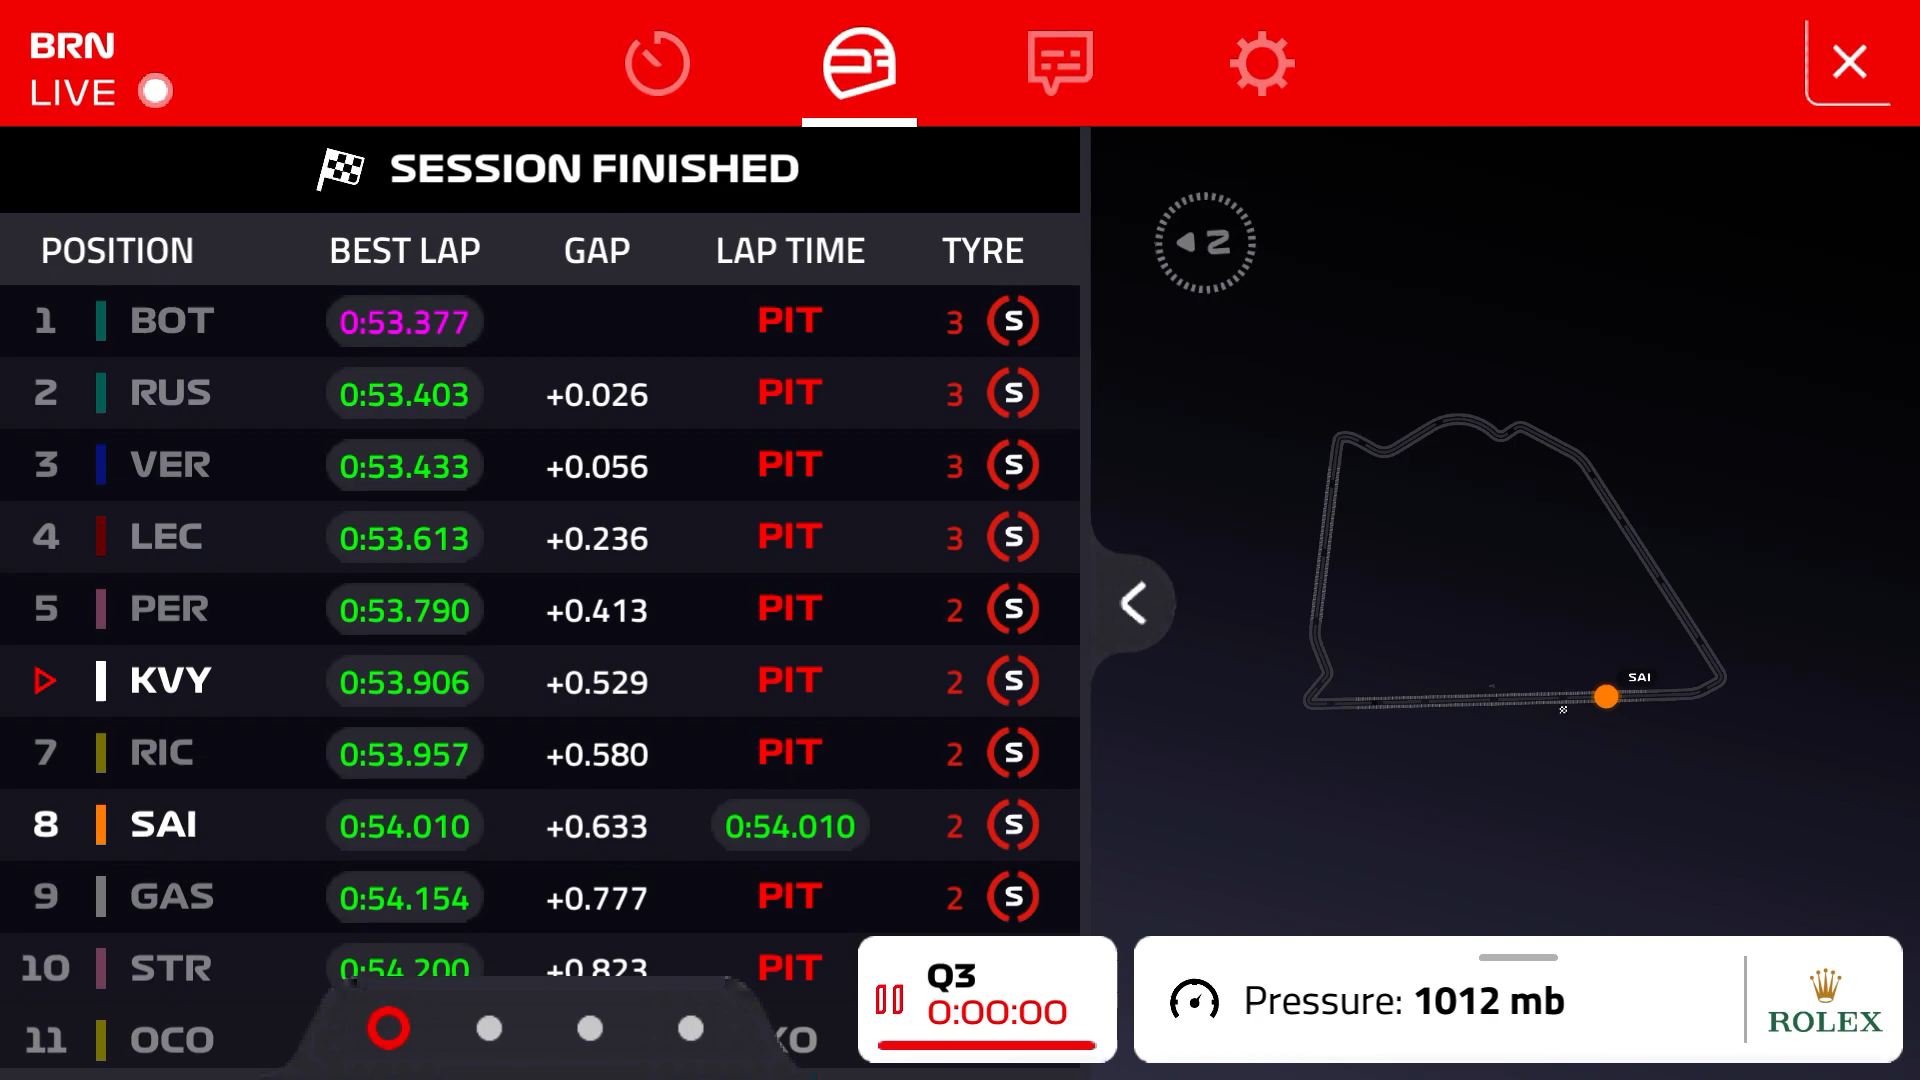 BRN
LIVE
SESSION FINISHED
POSITION BEST LAP GAP LAP TIME TYRE
1 BOT 0:53.377 PIT 3 S
2 RUS 0:53.403 +0.026 PIT 3 S
3 VER 0:53.433 +0.056 PIT 3 S
4 LEC 0:53.613 +0.236 PIT 3 S
5 PER 0:53.790 +0.413 PIT 2 S
KVY 0:53.906 +0.529 PIT 2 S
7 RIC 0:53.957 +0.580 PIT 2 S
8 SAI 0:54.010 +0.633 0:54.010 2 S
9 GAS 0:54.154 +0.777 PIT 2 S
10 STR 0:54.200 +0.823 PIT
11 OCO
N
SAI
Q3
0:00:00
Pressure: 1012 mb
ROLEX